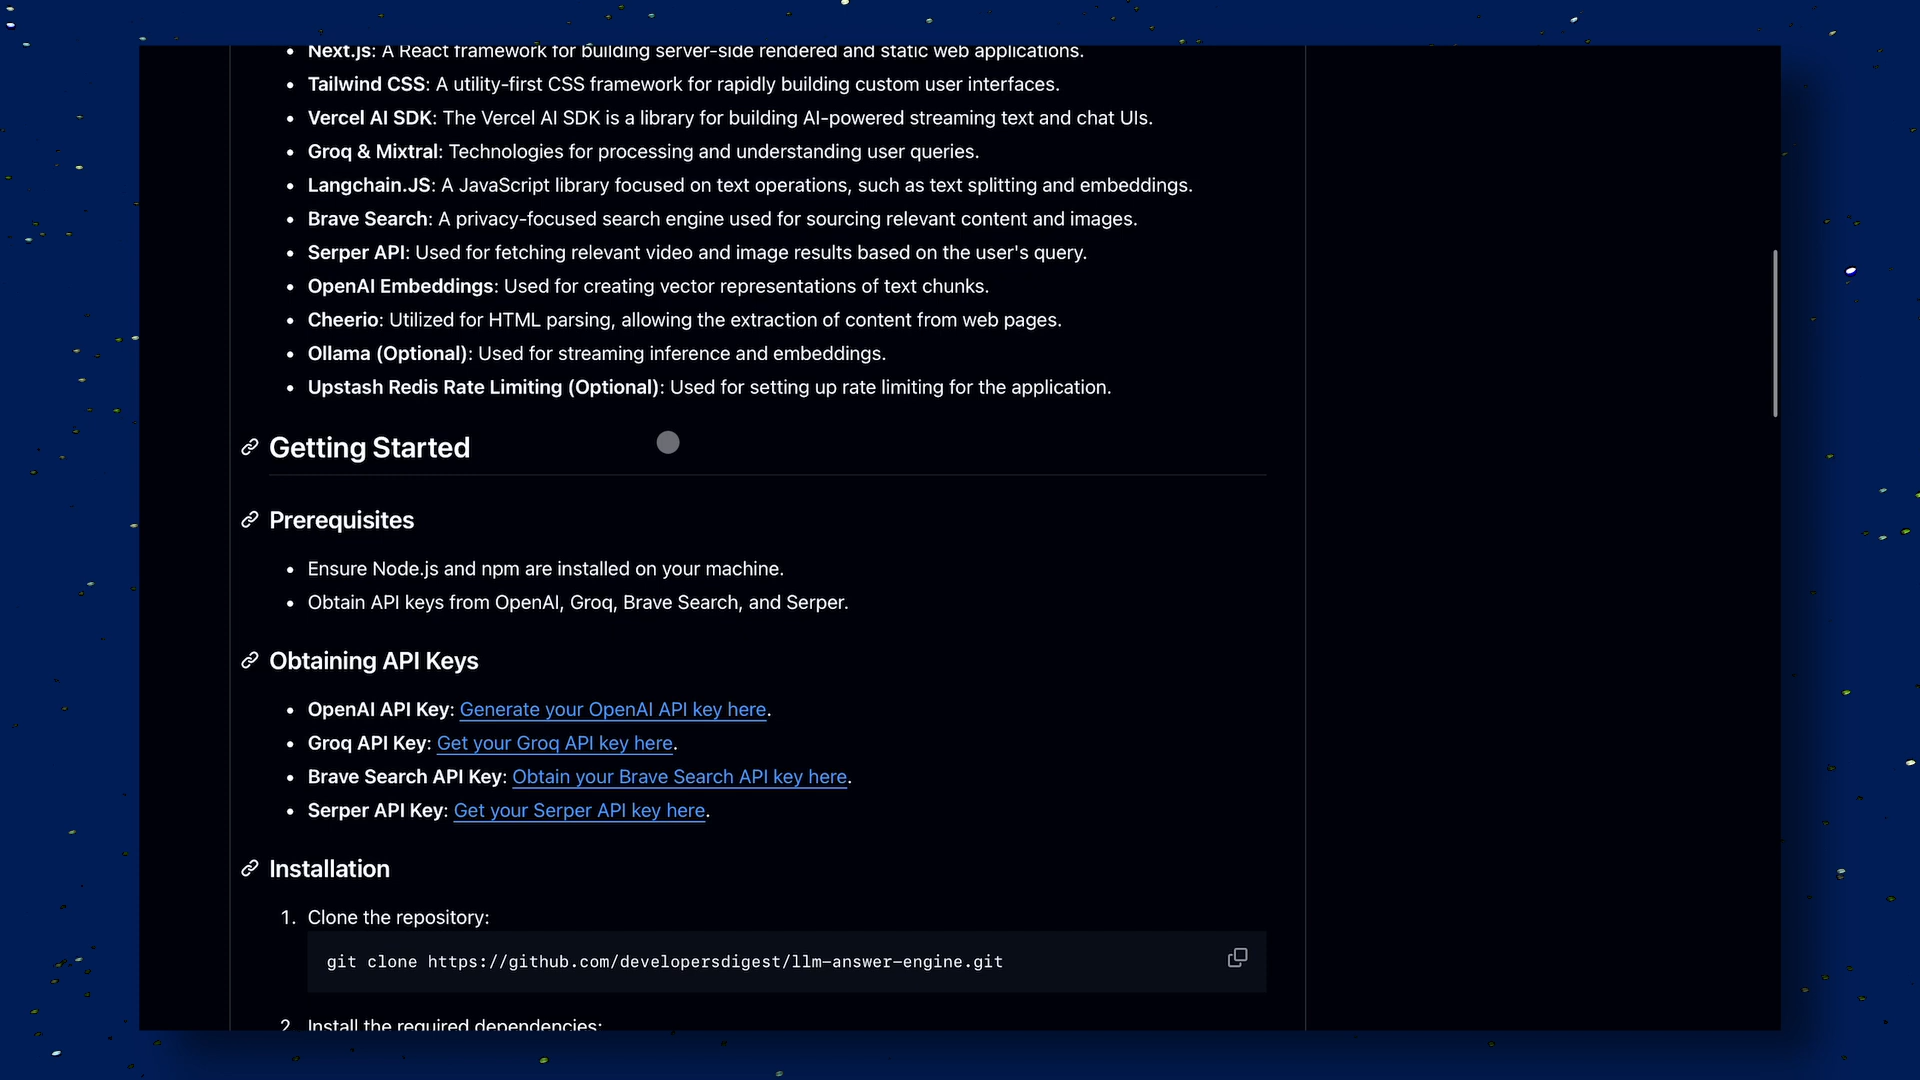 Next.js: A React framework for building server-side rendered and static web applications.
Tailwind CSS: A utility-first CSS framework for rapidly building custom user interfaces.
Vercel AI SDK: The Vercel AI SDK is a library for building AI-powered streaming text and chat UIs.
Groq & Mixtral: Technologies for processing and understanding user queries.
Langchain.JS: A JavaScript library focused on text operations, such as text splitting and embeddings.
Brave Search: A privacy-focused search engine used for sourcing relevant content and images.
Serper API: Used for fetching relevant video and image results based on the user's query.
OpenAI Embeddings: Used for creating vector representations of text chunks.
Cheerio: Utilized for HTML parsing, allowing the extraction of content from web pages.
Ollama (Optional): Used for streaming inference and embeddings.
Upstash Redis Rate Limiting (Optional): Used for setting up rate limiting for the application.
Getting Started
Prerequisites
Ensure Node.js and npm are installed on your machine.
Obtain API keys from OpenAI, Groq, Brave Search, and Serper.
Obtaining API Keys
OpenAI API Key: Generate your OpenAI API key here.
Groq API Key: Get your Groq API key here.
Brave Search API Key: Obtain your Brave Search API key here.
Serper API Key: Get your Serper API key here.
Installation
1. Clone the repository:
git clone https://github.com/developersdigest/llm-answer-engine.git
2. Install the required dependencies: